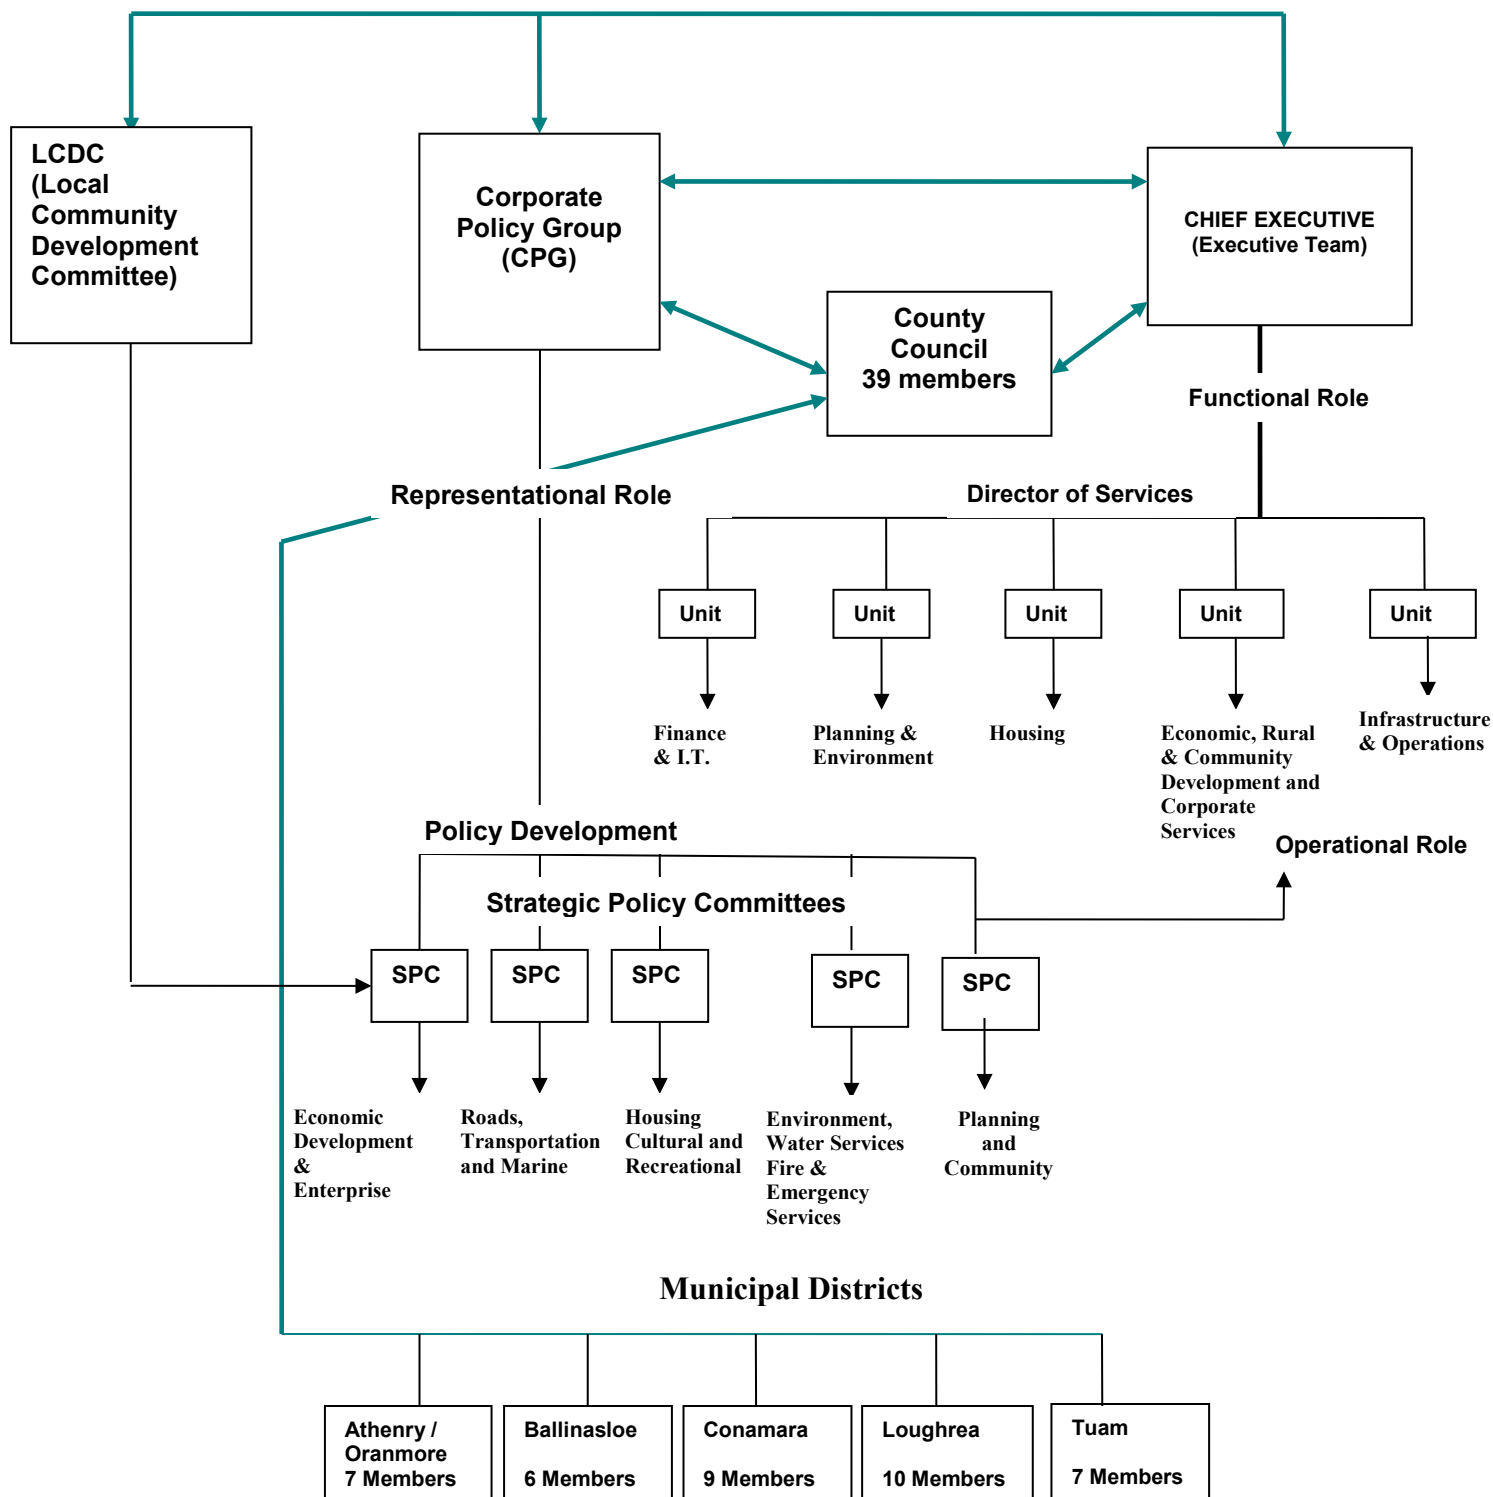 LCDC
(Local
Community
Development
Committee)
Corporate
Policy Group
(CPG)
CHIEF EXECUTIVE
(Executive Team)
County
Council
39 members
Functional Role
Representational Role
Director of Services
Unit
Unit
Unit
Unit
Unit
Finance
& I.T.
Planning &
Environment
Housing
Economic, Rural
& Community
Development and
Corporate
Services
Infrastructure
& Operations
Policy Development
Operational Role
Strategic Policy Committees
SPC
SPC
SPC
SPC
SPC
Economic
Development
&
Enterprise
Roads,
Transportation
and Marine
Housing
Cultural and
Recreational
Environment,
Water Services
Fire &
Emergency
Services
Planning
and
Community
Municipal Districts
Athenry /
Oranmore
7 Members
Ballinasloe
6 Members
Conamara
9 Members
Loughrea
10 Members
Tuam
7 Members